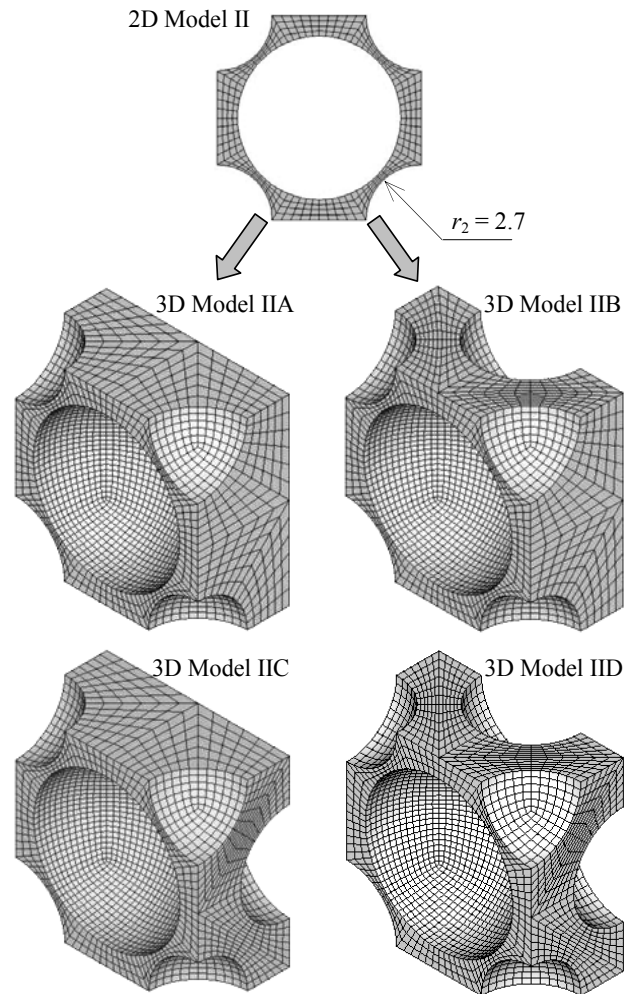 2D Model II
r₂ = 2.7
3D Model IIA
3D Model IIB
3D Model IIC
3D Model IID